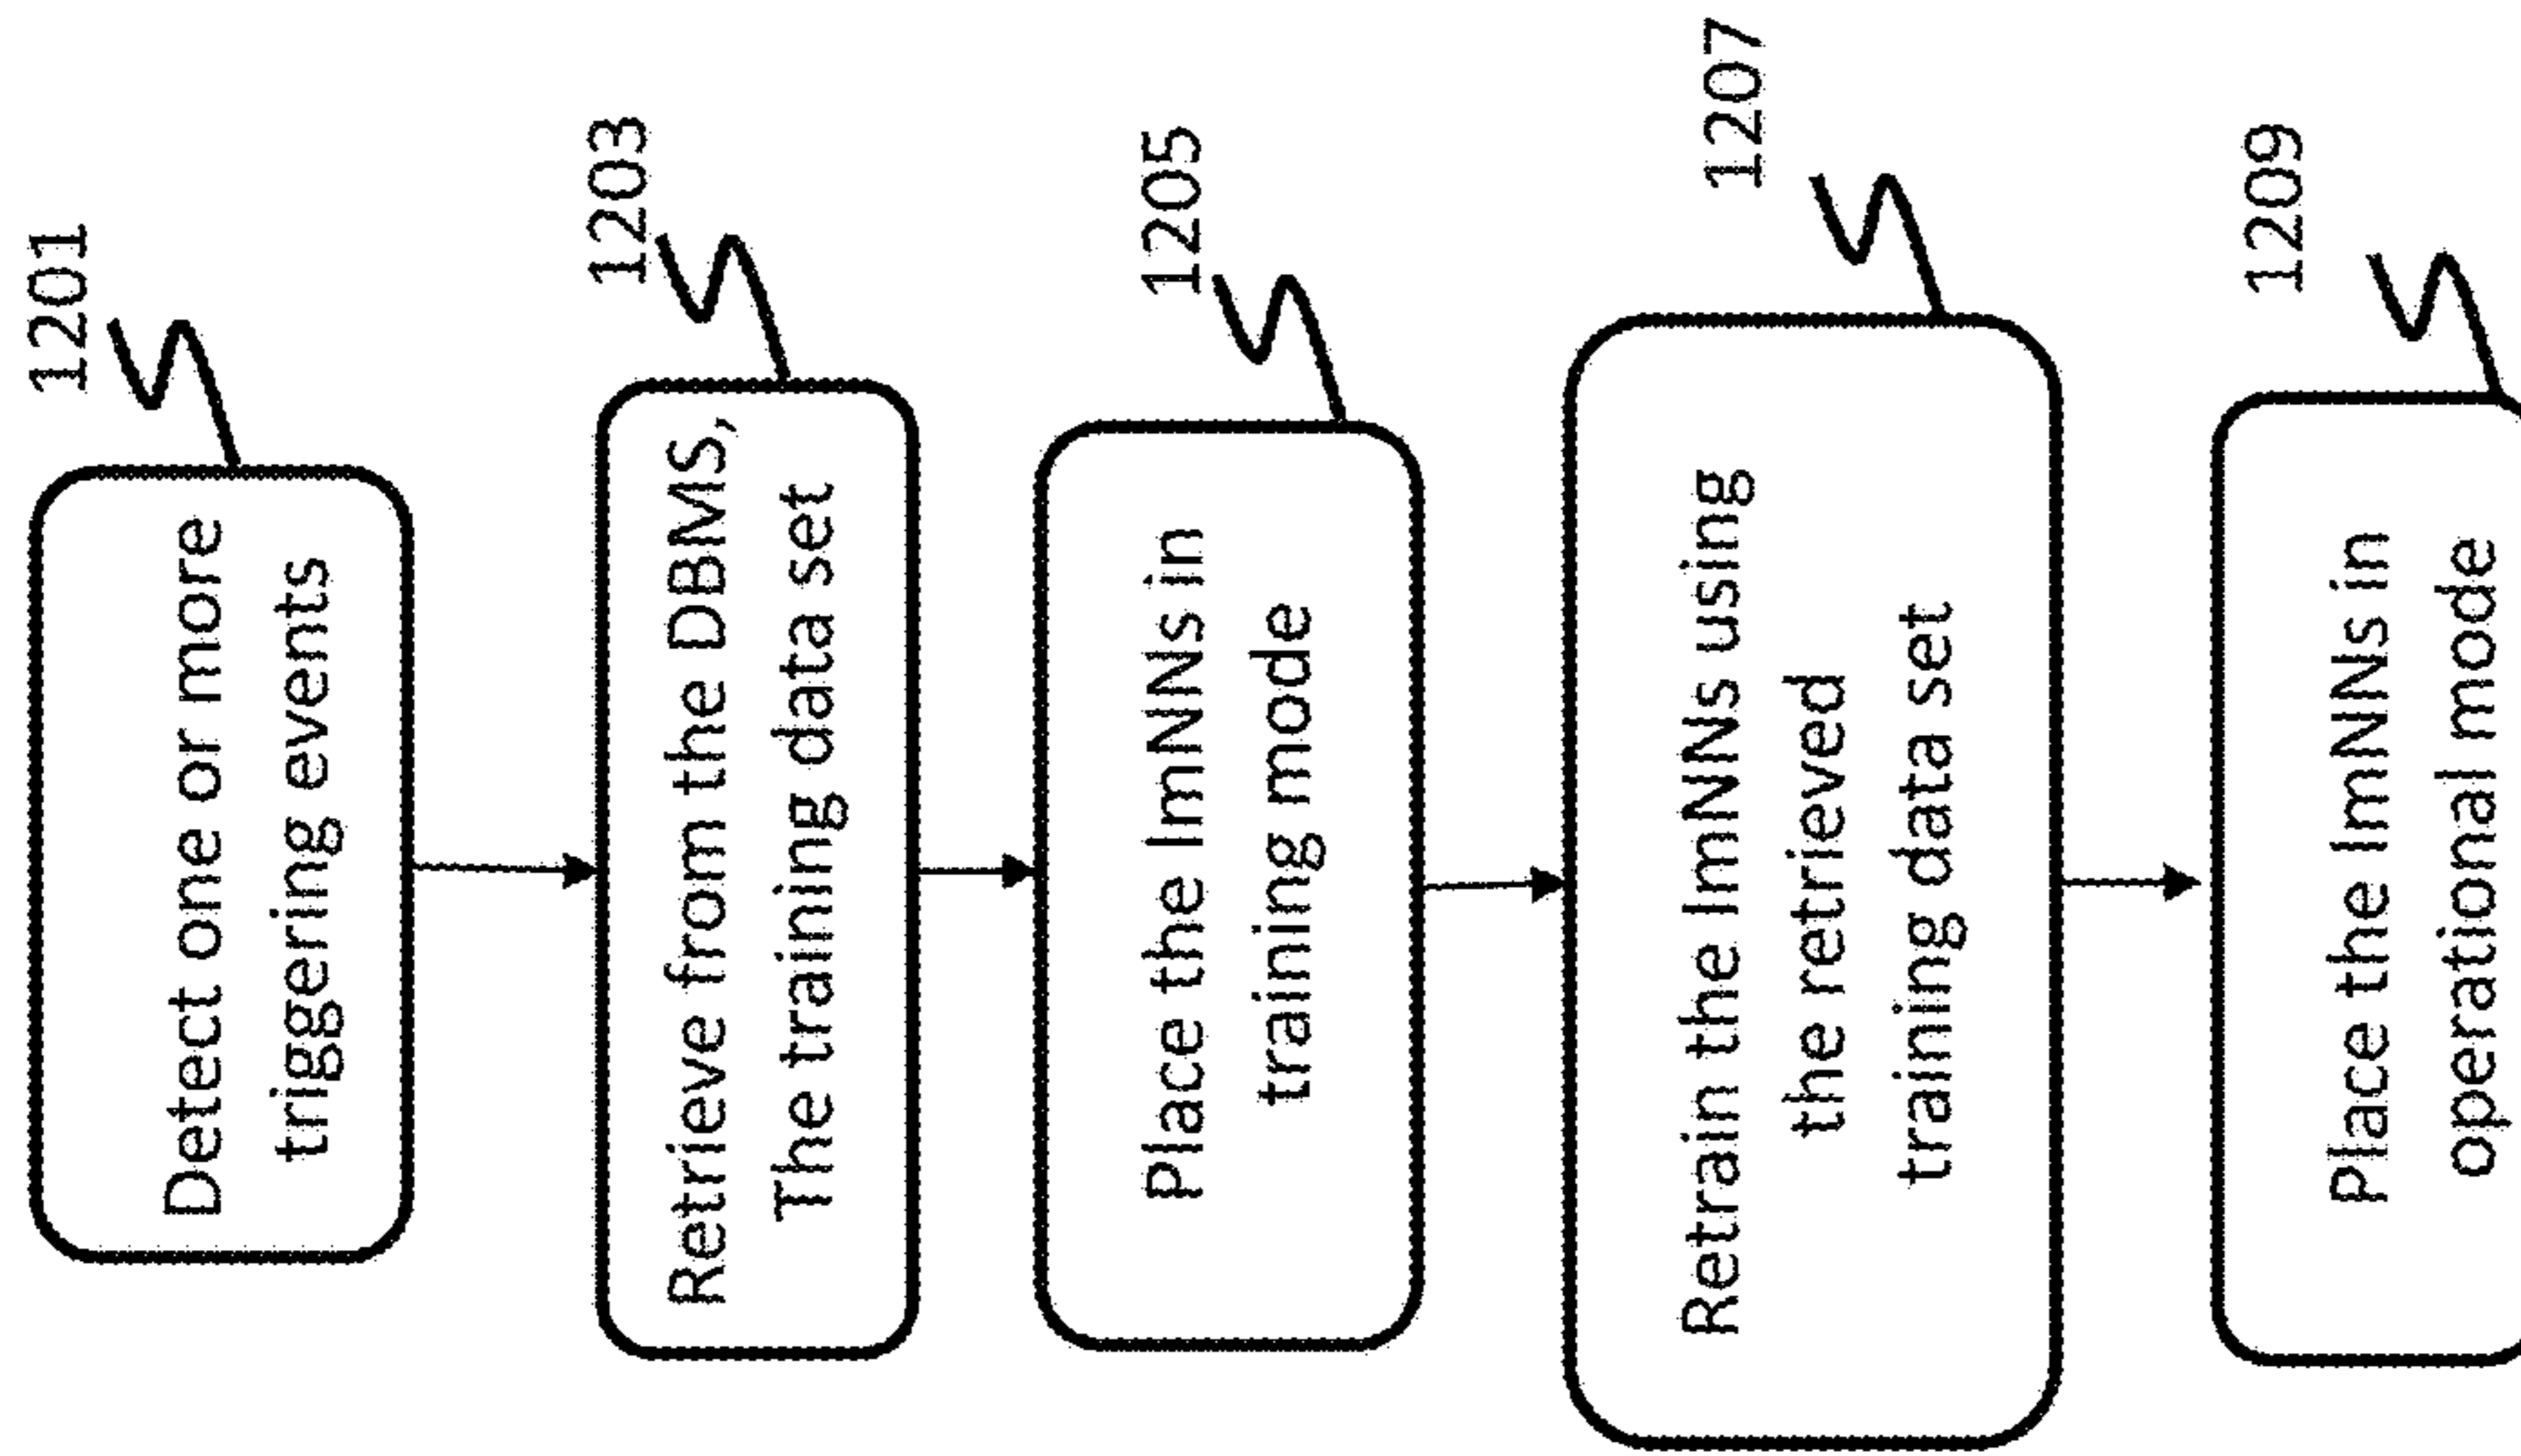 1201
Detect one or more
triggering events
1203
Retrieve from the DBMS,
The training data set
1205
Place the ImNNs in
training mode
1207
Retrain the ImNNs using
the retrieved
training data set
1209
Place the ImNNs in
operational mode